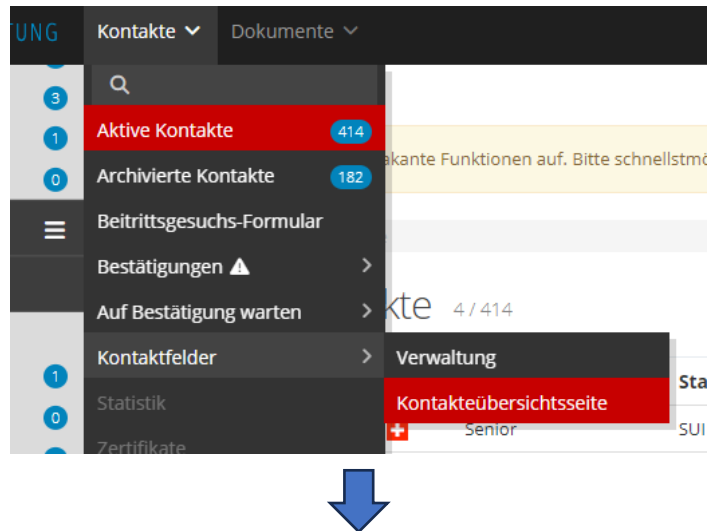 TUNG Kontakte Dokumente
3
1
0
Aktive Kontakte 414
Archivierte Kontakte 182
Beitrittsgesuchs-Formular
Bestätigungen
Auf Bestätigung warten
Kontaktfelder
Statistik
Zertifikate
akante Funktionen auf. Bitte schnellstmö
kte 4 / 414
Verwaltung
Kontakteübersichtsseite
Sta
Senior SUI
1
0